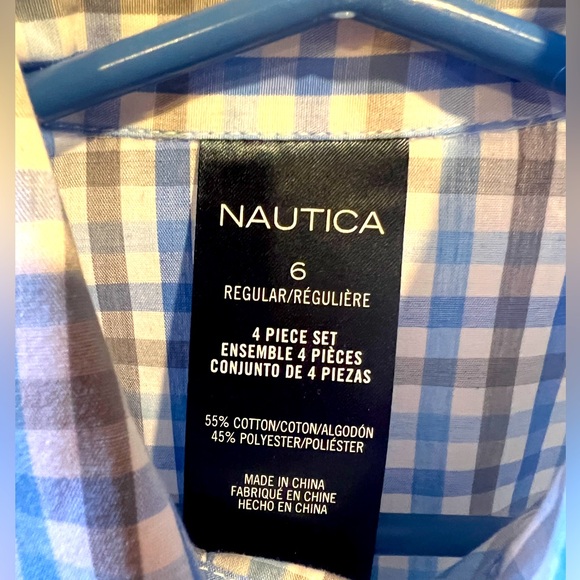 NAUTICA
6
REGULAR/RÉGULIÈRE
4 PIECE SET
ENSEMBLE 4 PIÈCES
CONJUNTO DE 4 PIEZAS
55% COTTON/COTON/ALGODÓN
45% POLYESTER/POLIÉSTER
MADE IN CHINA
FABRIQUÉ EN CHINE
HECHO EN CHINA